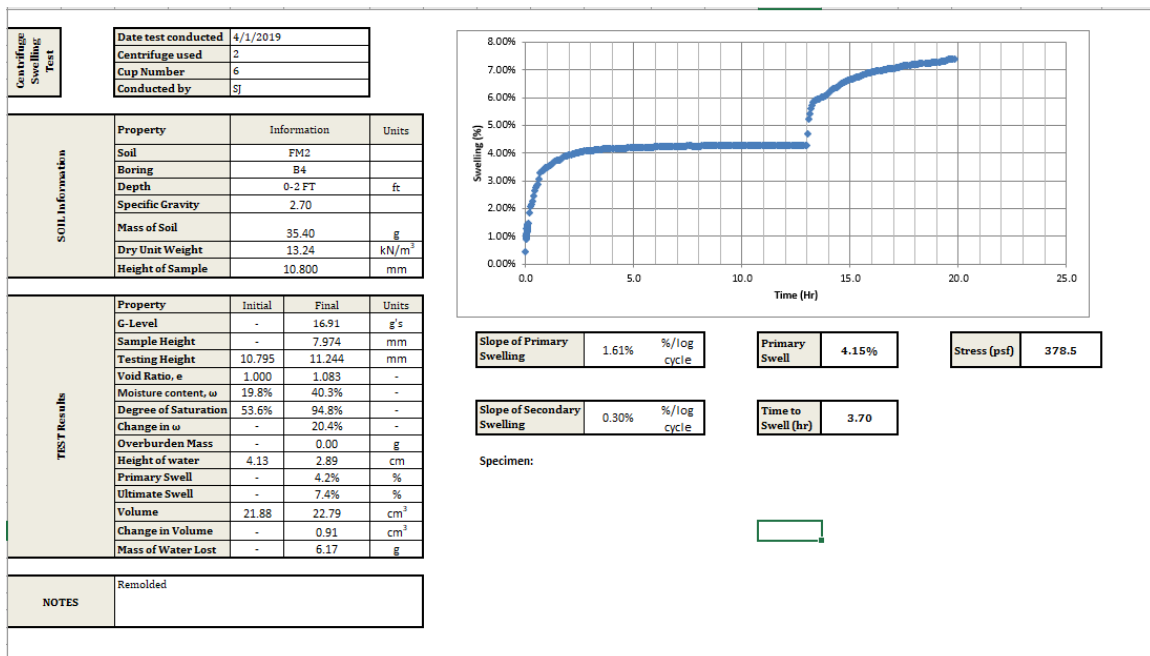 Centrifuge Swelling Test
Date test conducted 4/1/2019
Centrifuge used 2
Cup Number 6
Conducted by SJ
SOIL Information
Property Information Units
Soil FM2
Boring B4
Depth 0-2 FT ft
Specific Gravity 2.70
Mass of Soil 35.40 g
Dry Unit Weight 13.24 kN/m³
Height of Sample 10.800 mm
TEST Results
Property Initial Final Units
G-Level - 16.91 g's
Sample Height - 7.974 mm
Testing Height 10.795 11.244 mm
Void Ratio, e 1.000 1.083 -
Moisture content, ω 19.8% 40.3% -
Degree of Saturation 53.6% 94.8% -
Change in ω - 20.4% -
Overburden Mass - 0.00 g
Height of water 4.13 2.89 cm
Primary Swell - 4.2% %
Ultimate Swell - 7.4% %
Volume 21.88 22.79 cm³
Change in Volume - 0.91 cm³
Mass of Water Lost - 6.17 g
NOTES
Remolded
Swelling (%)
8.00%
7.00%
6.00%
5.00%
4.00%
3.00%
2.00%
1.00%
0.00%
0.0 5.0 10.0 15.0 20.0 25.0
Time (Hr)
Slope of Primary Swelling 1.61% %/log cycle
Primary Swell 4.15%
Stress (psf) 378.5
Slope of Secondary Swelling 0.30% %/log cycle
Time to Swell (hr) 3.70
Specimen: